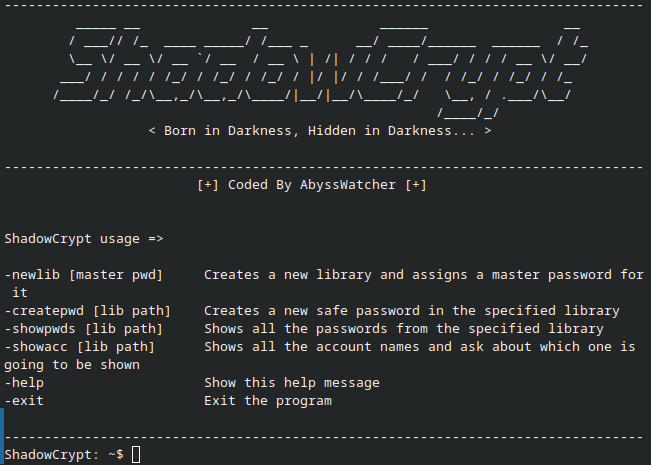 ShadowCrypt
< Born in Darkness, Hidden in Darkness... >
[+] Coded By AbyssWatcher [+]
ShadowCrypt usage =>
-newlib [master pwd] Creates a new library and assigns a master password for
it
-createpwd [lib path] Creates a new safe password in the specified library
-showpwds [lib path] Shows all the passwords from the specified library
-showacc [lib path] Shows all the account names and ask about which one is
going to be shown
-help Show this help message
-exit Exit the program
ShadowCrypt: ~$